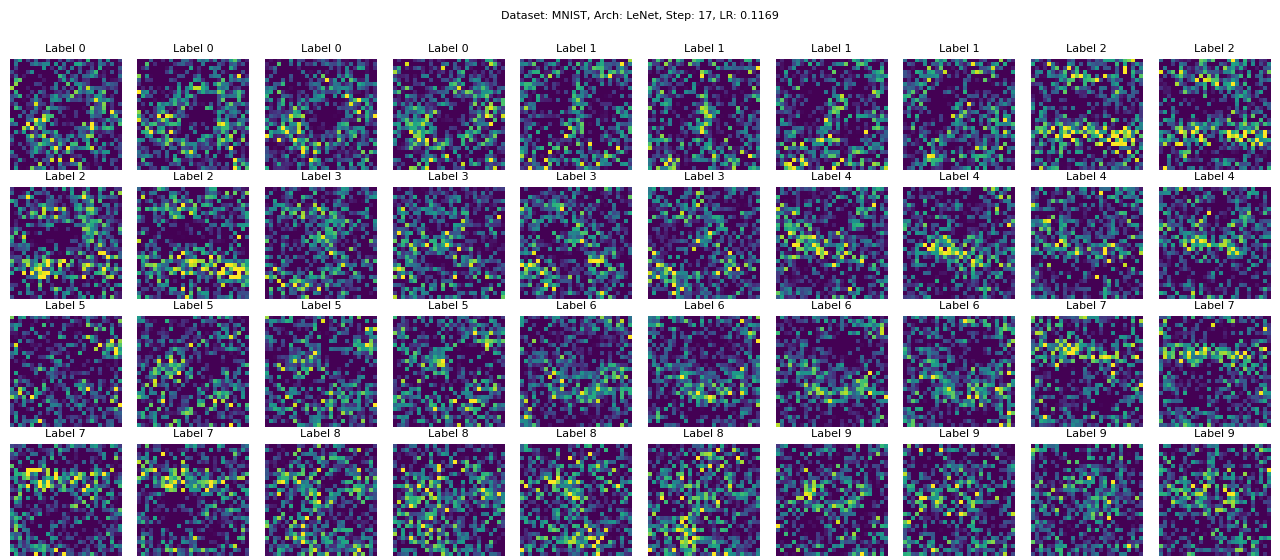 Dataset: MNIST, Arch: LeNet, Step: 17, LR: 0.1169
Label 0 Label 0 Label 0 Label 0 Label 1 Label 1 Label 1 Label 1 Label 2 Label 2
Label 2 Label 2 Label 3 Label 3 Label 3 Label 3 Label 4 Label 4 Label 4 Label 4
Label 5 Label 5 Label 5 Label 5 Label 6 Label 6 Label 6 Label 6 Label 7 Label 7
Label 7 Label 7 Label 8 Label 8 Label 8 Label 8 Label 9 Label 9 Label 9 Label 9